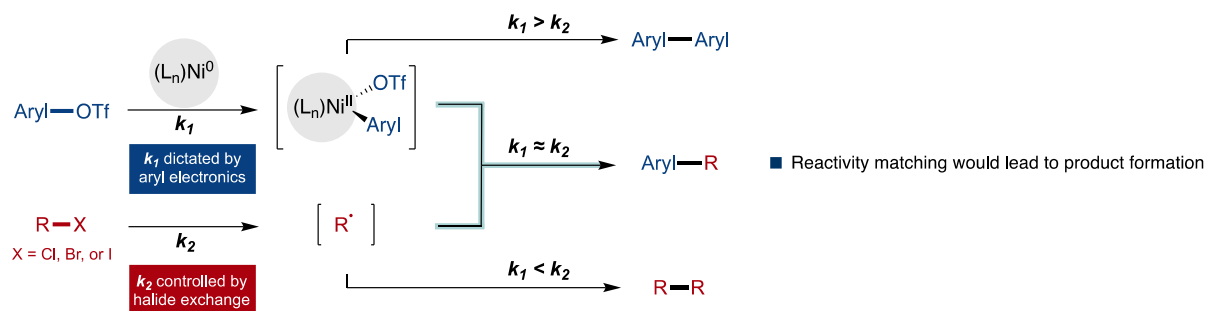 k₁ > k₂
Aryl—Aryl
(Lₙ)Ni⁰
Aryl—OTf
k₁
(Lₙ)Niᴵᴵ
OTf
Aryl
k₁ dictated by
aryl electronics
k₁ ≈ k₂
Aryl—R
■ Reactivity matching would lead to product formation
R—X
X = Cl, Br, or I
k₂
[R•]
k₂ controlled by
halide exchange
k₁ < k₂
R—R